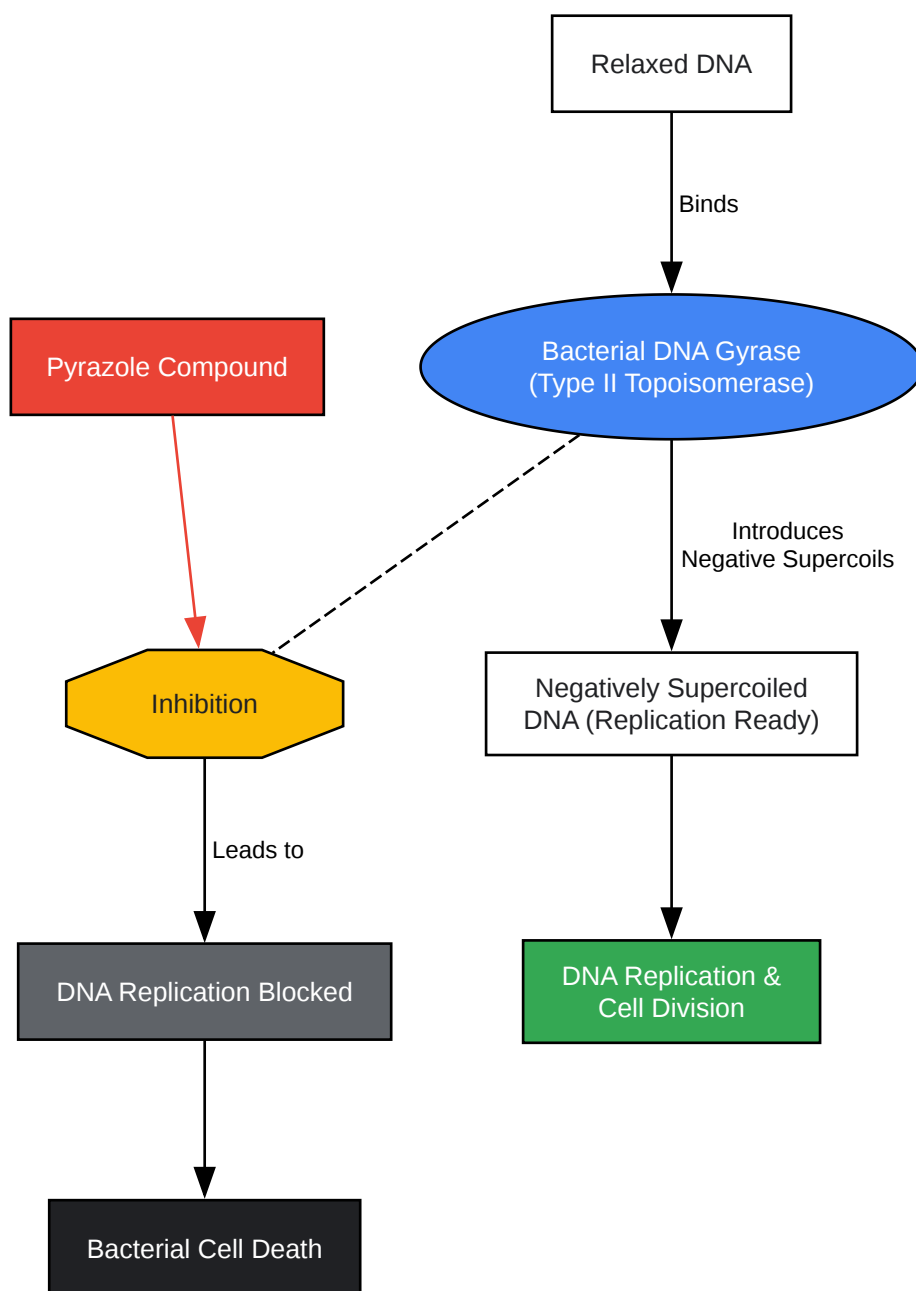 Relaxed DNA
Binds
Pyrazole Compound
Bacterial DNA Gyrase
(Type II Topoisomerase)
Introduces
Negative Supercoils
Inhibition
Negatively Supercoiled
DNA (Replication Ready)
Leads to
DNA Replication Blocked
DNA Replication &
Cell Division
Bacterial Cell Death